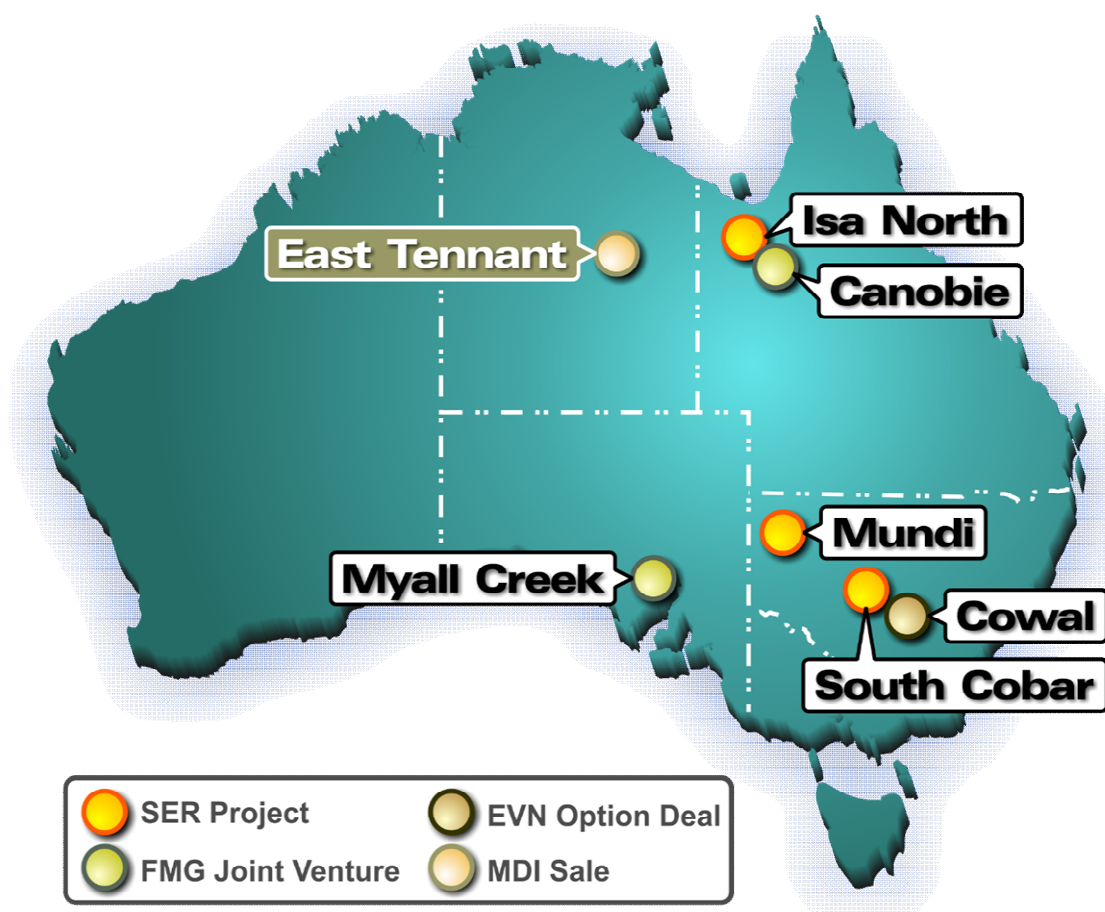 Isa North
East Tennant
Canobie
Mundi
Myall Creek
Cowal
South Cobar
SER Project
EVN Option Deal
FMG Joint Venture
MDI Sale